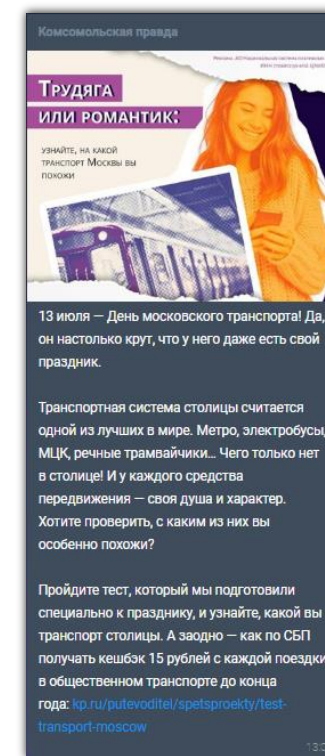 Комсомольская правда
ТРУДЯГА
ИЛИ РОМАНТИК:
УЗНАЙТЕ, НА КАКОЙ
ТРАНСПОРТ МОСКВЫ ВЫ
ПОХОЖИ
13 июля — День московского транспорта! Да,
он настолько крут, что у него даже есть свой
праздник.
Транспортная система столицы считается
одной из лучших в мире. Метро, электробусы,
МЦК, речные трамвайчики... Чего только нет
в столице! И у каждого средства
передвижения — своя душа и характер.
Хотите проверить, с каким из них вы
особенно похожи?
Пройдите тест, который мы подготовили
специально к празднику, и узнайте, какой вы
транспорт столицы. А заодно — как по СБП
получать кешбэк 15 рублей с каждой поездки
в общественном транспорте до конца
года: kp.ru/putevoditel/spetsproekty/test-
transport-moscow